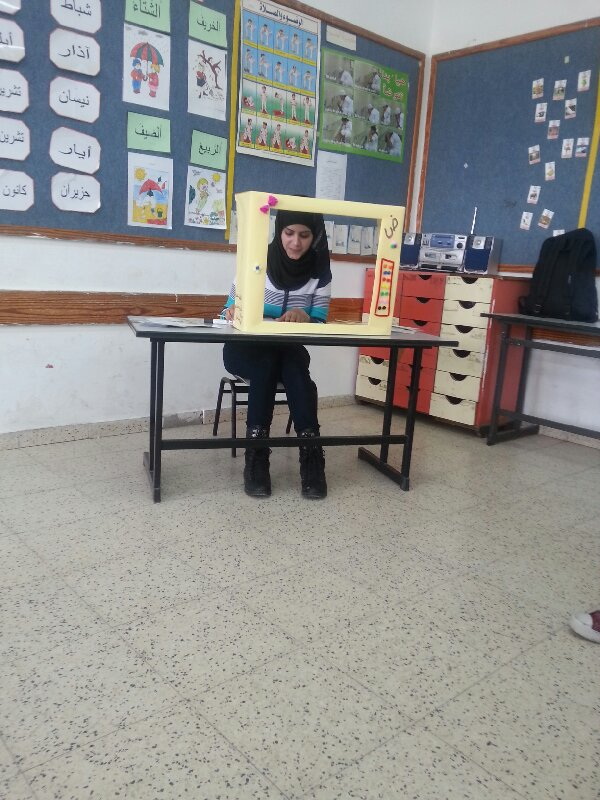 شباط
الشتاء
الخريف
آذار
نيسان
تشرين
أيار
تشرين
الصيف
الربيع
حزيران
كانون
الوضوء والصلاة
ض